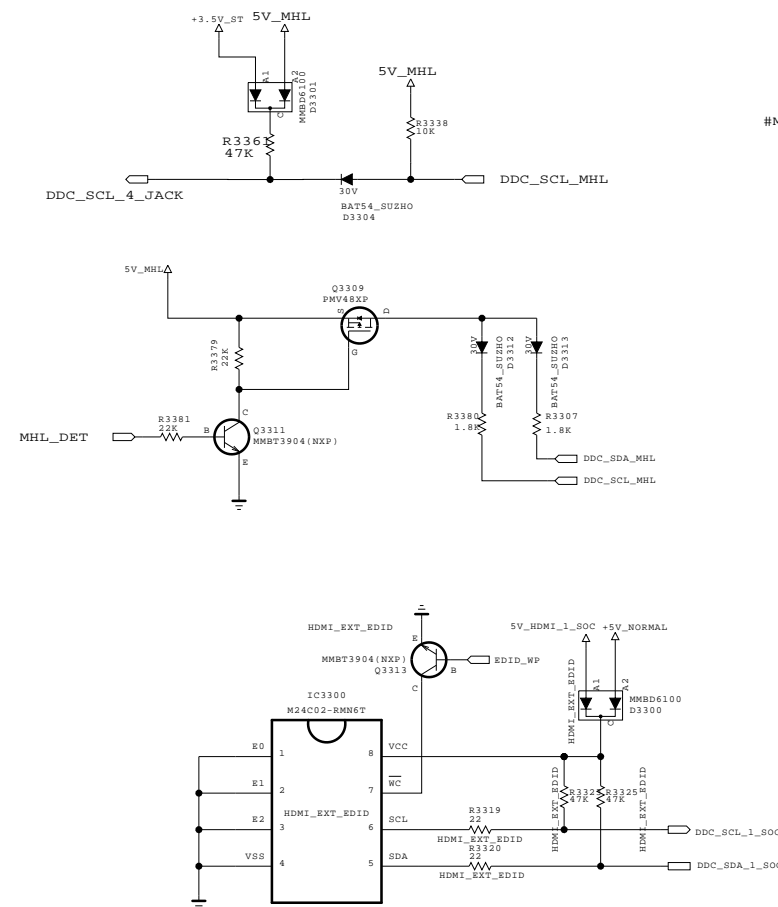 +3.5V_ST 5V_MHL
A1
A2
MMBD6100
D3301
C
5V_MHL
R3338
10K
#M
R3361
47K
DDC_SCL_4_JACK
30V
BAT54_SUZHO
D3304
DDC_SCL_MHL
5V_MHL
Q3309
PMV48XP
S
D
G
R3379
22K
30V
BAT54_SUZHO
D3312
30V
BAT54_SUZHO
D3313
R3380
1.8K
R3307
1.8K
MHL_DET
R3381
22K
B
C
Q3311
MMBT3904(NXP)
E
DDC_SDA_MHL
DDC_SCL_MHL
HDMI_EXT_EDID
E
MMBT3904(NXP)
Q3313
B
EDID_WP
C
5V_HDMI_1_SOC +5V_NORMAL
HDMI_EXT_EDID
A1
A2
MMBD6100
D3300
C
IC3300
M24C02-RMN6T
E0
1
8
VCC
E1
2
7
WC
HDMI_EXT_EDID
E2
3
6
SCL
VSS
4
5
SDA
R3319
22
HDMI_EXT_EDID
R3320
22
HDMI_EXT_EDID
HDMI_EXT_EDID
47K
R3325
47K
HDMI_EXT_EDID
DDC_SCL_1_SOC
DDC_SDA_1_SOC